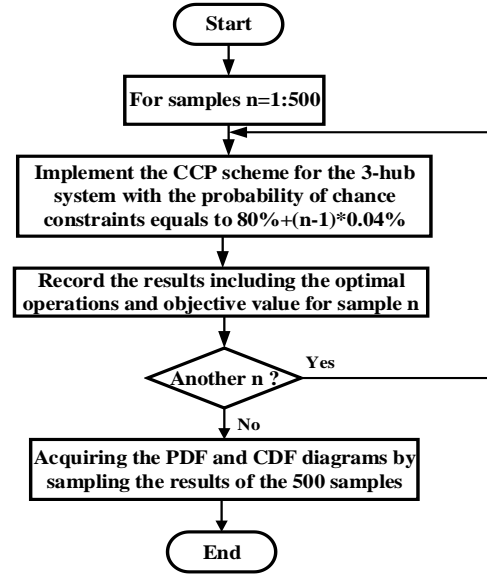 Start
For samples n=1:500
Implement the CCP scheme for the 3-hub
system with the probability of chance
constraints equals to 80%+(n-1)*0.04%
Record the results including the optimal
operations and objective value for sample n
Another n ?
Yes
No
Acquiring the PDF and CDF diagrams by
sampling the results of the 500 samples
End